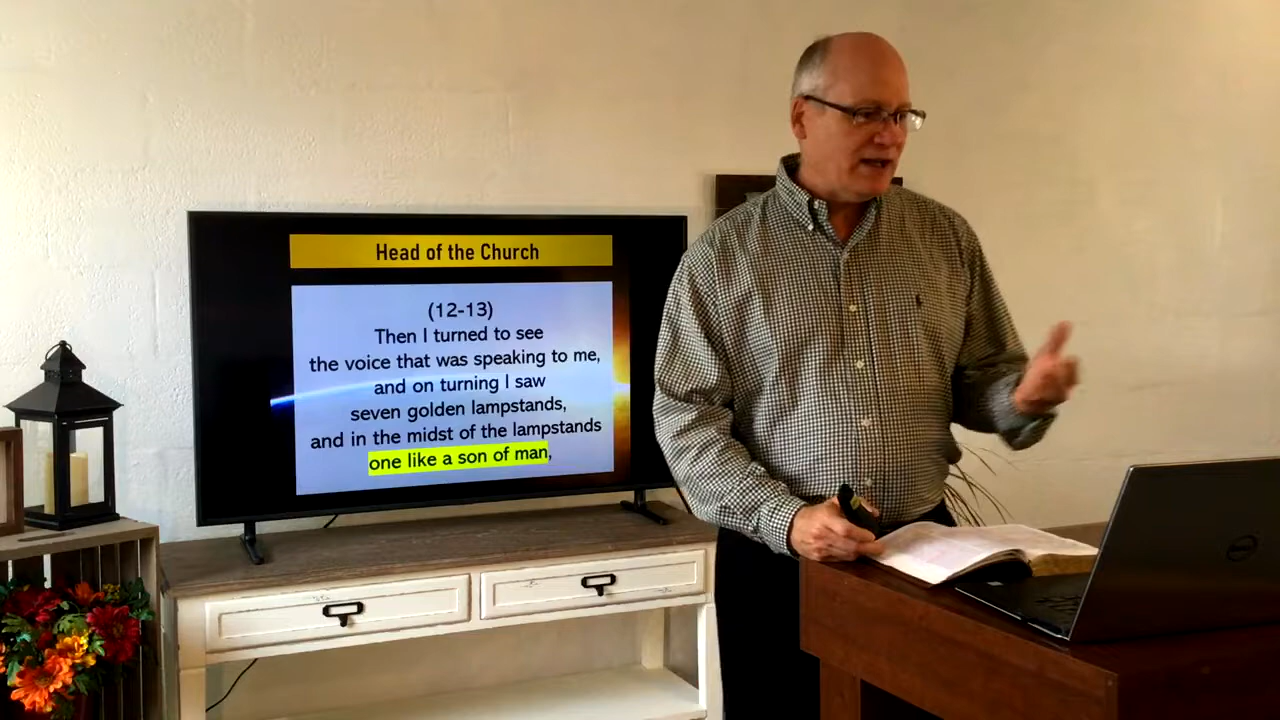 Head of the Church
(12-13)
Then I turned to see
the voice that was speaking to me,
and on turning I saw
seven golden lampstands,
and in the midst of the lampstands
one like a son of man,
DELL